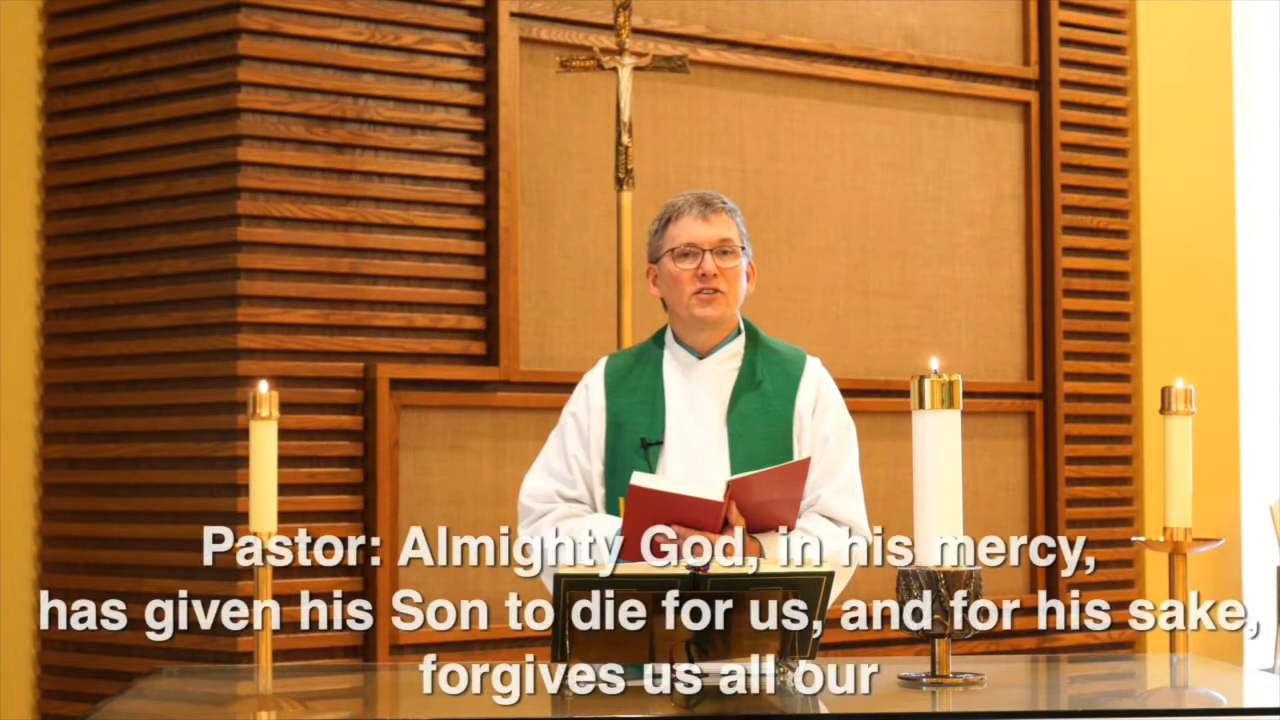 Pastor: Almighty God, in his mercy,
has given his Son to die for us, and for his sake,
forgives us all our